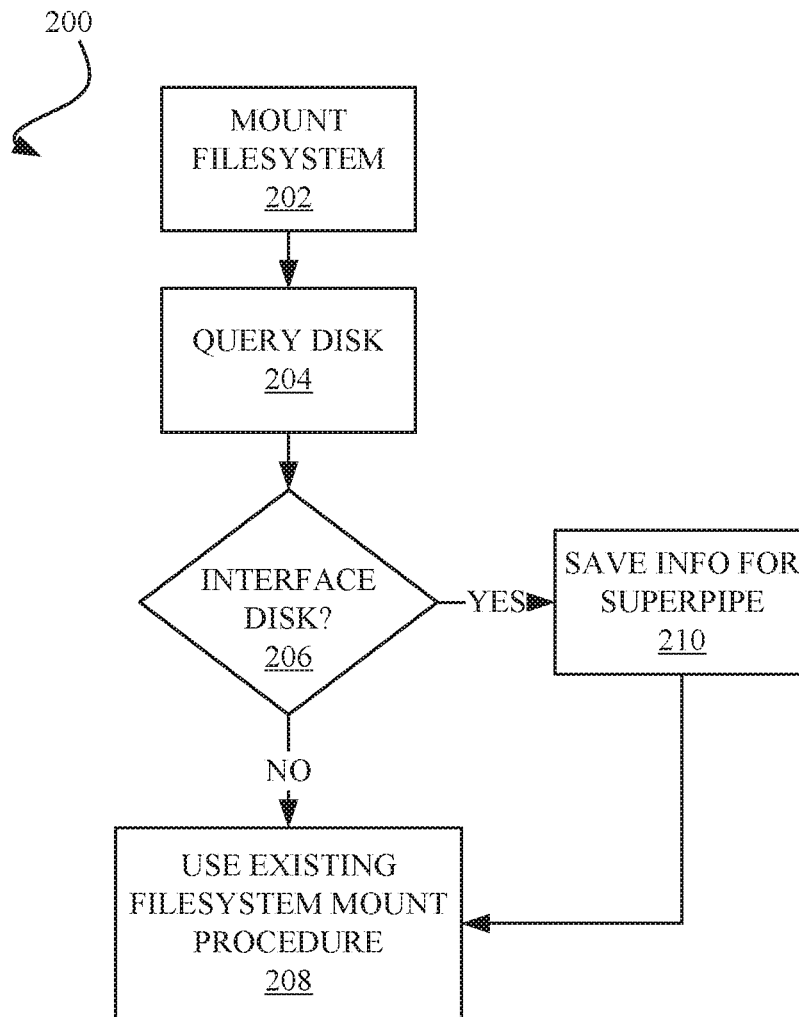 200
MOUNT
FILESYSTEM
202
QUERY DISK
204
INTERFACE
DISK?
206
YES
SAVE INFO FOR
SUPERPIPE
210
NO
USE EXISTING
FILESYSTEM MOUNT
PROCEDURE
208